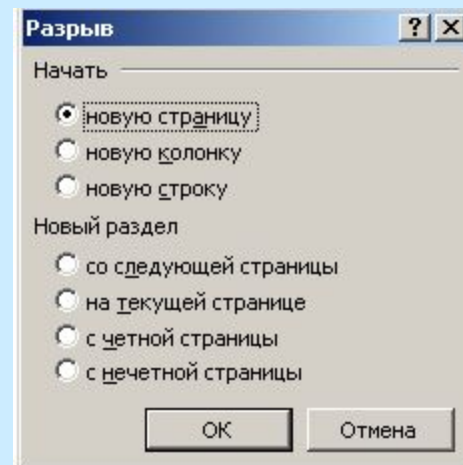 Разрыв
Начать
новую страницу
новую колонку
новую строку
Новый раздел
со следующей страницы
на текущей странице
с четной страницы
с нечетной страницы
ОК Отмена